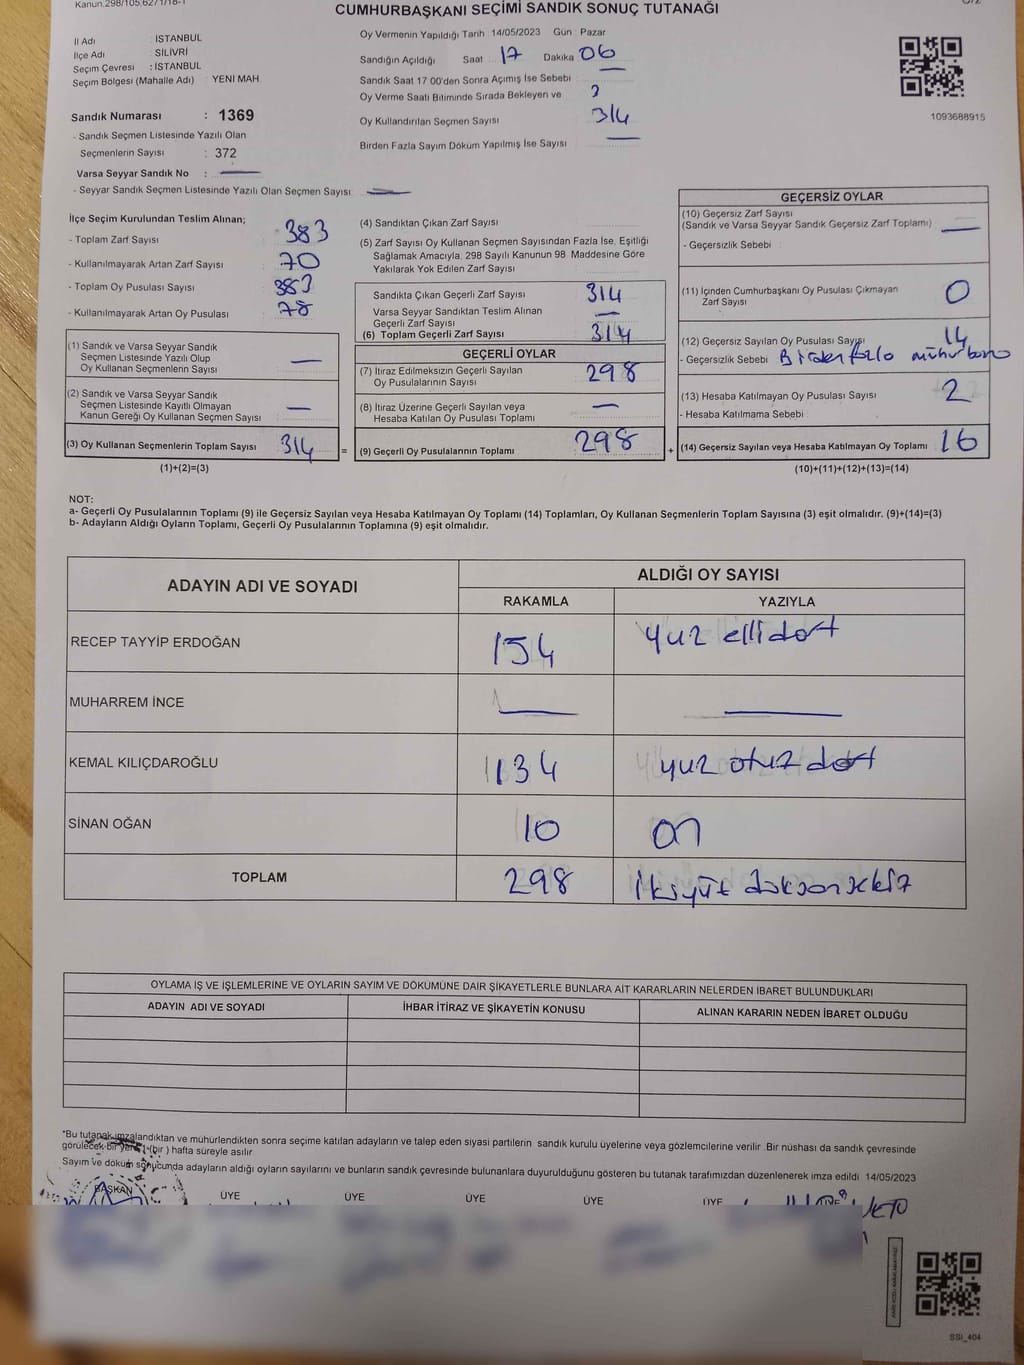 Kanun.298/105,62/1/18-1
CUMHURBAŞKANI SEÇİMİ SANDIK SONUÇ TUTANAĞI
İl Adı : İSTANBUL
İlçe Adı : SİLİVRİ
Seçim Çevresi : İSTANBUL
Seçim Bölgesi (Mahalle Adı) YENİ MAH.
Sandık Numarası : 1369
- Sandık Seçmen Listesinde Yazılı Olan
Seçmenlerin Sayısı : 372
Varsa Seyyar Sandık No :
- Seyyar Sandık Seçmen Listesinde Yazılı Olan Seçmen Sayısı:
Oy Vermenin Yapıldığı Tarih 14/05/2023 Gün : Pazar
Sandığın Açıldığı Saat 17 Dakika 06
Sandık Saat 17.00'den Sonra Açımış İse Sebebi
Oy Verme Saati Bitiminde Sırada Bekleyen ve
Oy Kullandırılan Seçmen Sayısı 314
Birden Fazla Sayım Döküm Yapılmış İse Sayısı
1093688915
İlçe Seçim Kurulundan Teslim Alınan;
- Toplam Zarf Sayısı 383
- Kullanılmayarak Artan Zarf Sayısı 70
- Toplam Oy Pusulası Sayısı 383
- Kullanılmayarak Artan Oy Pusulası 78
(1) Sandık ve Varsa Seyyar Sandık
Seçmen Listesinde Yazılı Olup
Oy Kullanan Seçmenlerin Sayısı
(2) Sandık ve Varsa Seyyar Sandık
Seçmen Listesinde Kayıtlı Olmayan
Kanun Gereği Oy Kullanan Seçmen Sayısı
(3) Oy Kullanan Seçmenlerin Toplam Sayısı 314 =
(1)+(2)=(3)
(4) Sandıktan Çıkan Zarf Sayısı
(5) Zarf Sayısı Oy Kullanan Seçmen Sayısından Fazla İse, Eşitliği
Sağlamak Amacıyla, 298 Sayılı Kanunun 98. Maddesine Göre
Yakılarak Yok Edilen Zarf Sayısı
Sandıkta Çıkan Geçerli Zarf Sayısı 314
Varsa Seyyar Sandıktan Teslim Alınan
Geçerli Zarf Sayısı
(6) Toplam Geçerli Zarf Sayısı 314
GEÇERLİ OYLAR
(7) İtiraz Edilmeksizin Geçerli Sayılan
Oy Pusulalarının Sayısı 298
(8) İtiraz Üzerine Geçerli Sayılan veya
Hesaba Katılan Oy Pusulası Toplamı
(9) Geçerli Oy Pusulalarının Toplamı 298 +
GEÇERSİZ OYLAR
(10) Geçersiz Zarf Sayısı
(Sandık ve Varsa Seyyar Sandık Geçersiz Zarf Toplamı)
- Geçersizlik Sebebi :
(11) İçinden Cumhurbaşkanı Oy Pusulası Çıkmayan
Zarf Sayısı 0
(12) Geçersiz Sayılan Oy Pusulası Sayısı 14
- Geçersizlik Sebebi Birden fazla mühür
(13) Hesaba Katılmayan Oy Pusulası Sayısı 2
- Hesaba Katılmama Sebebi :
(14) Geçersiz Sayılan veya Hesaba Katılmayan Oy Toplamı 16
(10)+(11)+(12)+(13)=(14)
NOT:
a- Geçerli Oy Pusulalarının Toplamı (9) ile Geçersiz Sayılan veya Hesaba Katılmayan Oy Toplamı (14) Toplamları, Oy Kullanan Seçmenlerin Toplam Sayısına (3) eşit olmalıdır. (9)+(14)=(3)
b- Adayların Aldığı Oyların Toplamı, Geçerli Oy Pusulalarının Toplamına (9) eşit olmalıdır.
ADAYIN ADI VE SOYADI ALDIĞI OY SAYISI
RAKAMLA YAZIYLA
RECEP TAYYİP ERDOĞAN 154 yuz elli dort
MUHARREM İNCE
KEMAL KILIÇDAROĞLU 134 yuz otuz dort
SİNAN OĞAN 10 on
TOPLAM 298 ikiyüz doksan sekiz
OYLAMA İŞ VE İŞLEMLERİNE VE OYLARIN SAYIM VE DÖKÜMÜNE DAİR ŞİKAYETLERLE BUNLARA AİT KARARLARIN NELERDEN İBARET BULUNDUKLARI
ADAYIN ADI VE SOYADI İHBAR İTİRAZ VE ŞİKAYETİN KONUSU ALINAN KARARIN NEDEN İBARET OLDUĞU
*Bu tutanak imzalandıktan ve mühürlendikten sonra seçime katılan adayların ve talep eden siyasi partilerin sandık kurulu üyelerine veya gözlemcilerine verilir. Bir nüshası da sandık çevresinde
görülecek bir yere 1 (bir) hafta süreyle asılır.
Sayım ve döküm sonucunda adayların aldığı oyların sayılarını ve bunların sandık çevresinde bulunanlara duyurulduğunu gösteren bu tutanak tarafımızdan düzenlenerek imza edildi. 14/05/2023
BAŞKAN ÜYE ÜYE ÜYE ÜYE ÜYE ÜYE
SSI_404